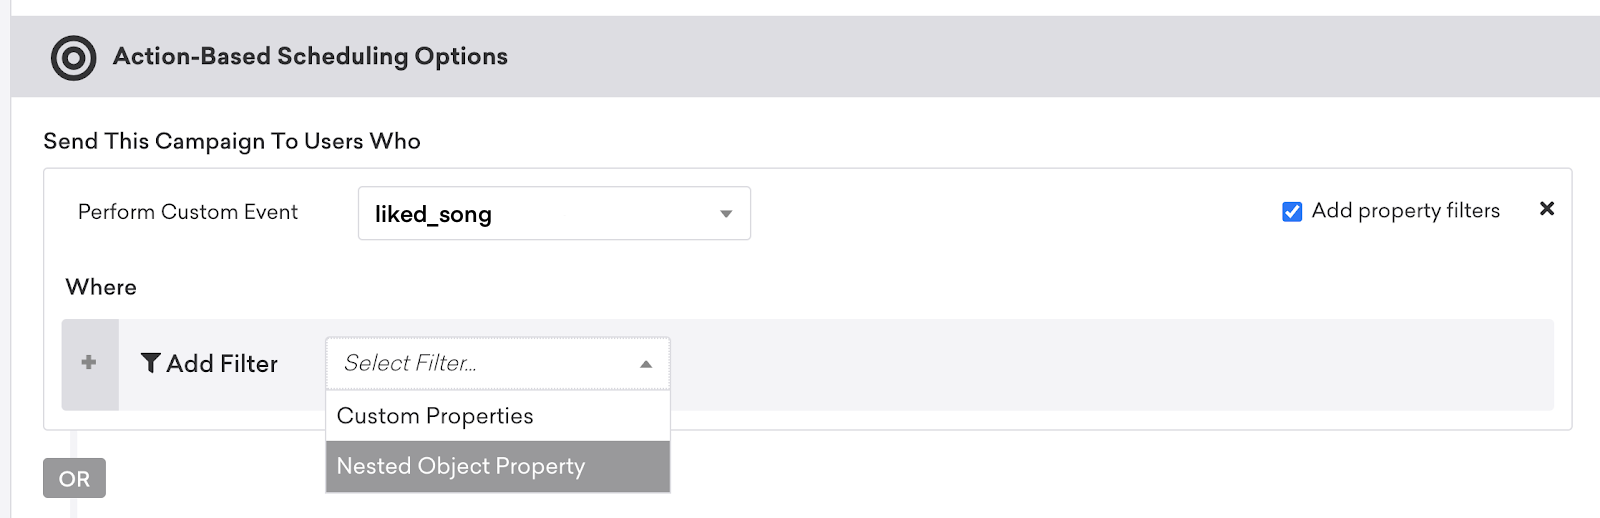 Action-Based Scheduling Options
Send This Campaign To Users Who
Perform Custom Event liked_song Add property filters
Where
Add Filter Select Filter...
Custom Properties
Nested Object Property
OR